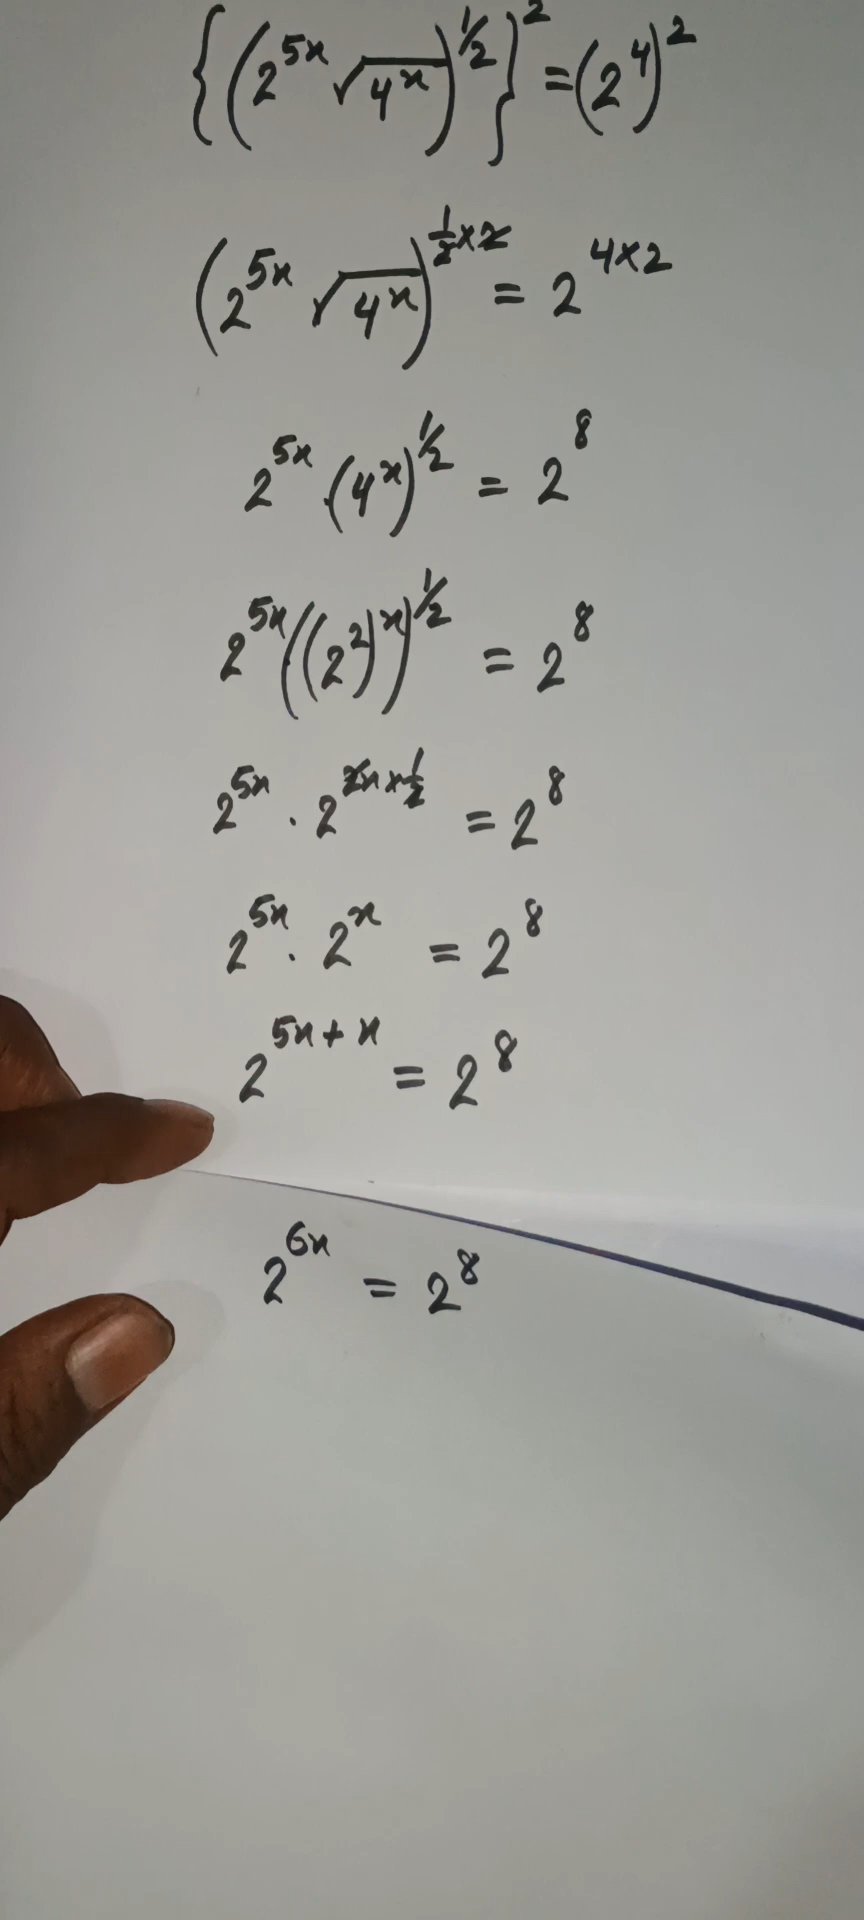 {(2^{5x} √(4^x))^{1/2}}^2 = (2^4)^2
(2^{5x} √(4^x))^{1/2 × 2} = 2^{4×2}
2^{5x} · (4^x)^{1/2} = 2^8
2^{5x} ((2^2)^x)^{1/2} = 2^8
2^{5x} · 2^{2x × 1/2} = 2^8
2^{5x} · 2^x = 2^8
2^{5x+x} = 2^8
2^{6x} = 2^8